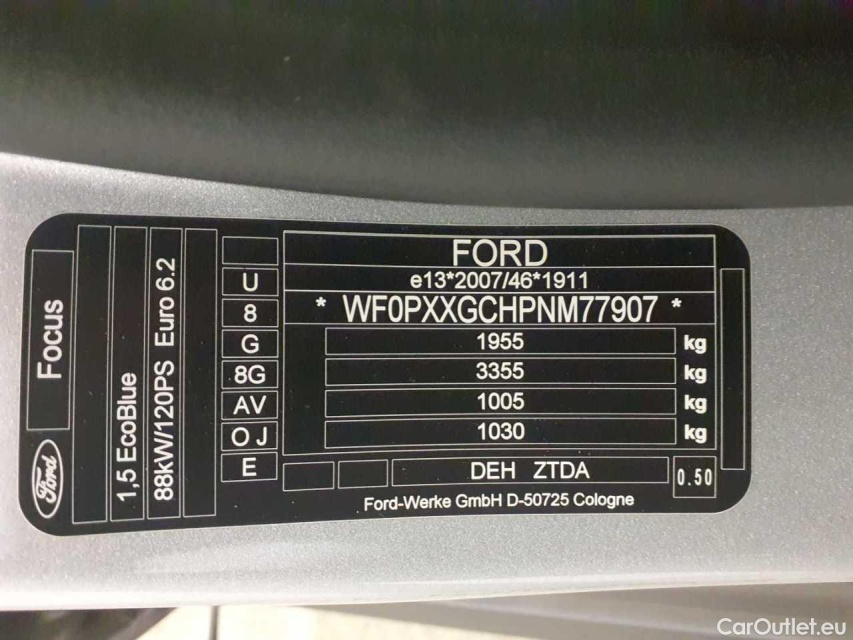 Focus
Ford
1,5 EcoBlue
88kW/120PS Euro 6.2
U
8
G
8G
AV
OJ
E
FORD
e13*2007/46*1911
* WF0PXXGCHPNM77907 *
1955 kg
3355 kg
1005 kg
1030 kg
DEH ZTDA
0.50
Ford-Werke GmbH D-50725 Cologne
CarOutlet.eu